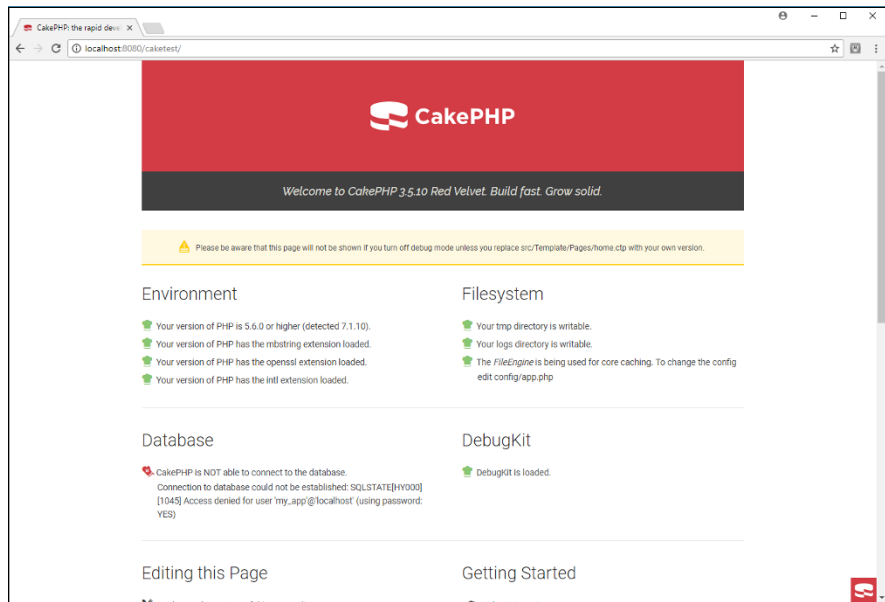 CakePHP: the rapid deve
localhost:8080/caketest/
CakePHP
Welcome to CakePHP 3.5.10 Red Velvet. Build fast. Grow solid.
Please be aware that this page will not be shown if you turn off debug mode unless you replace src/Template/Pages/home.ctp with your own version.
Environment
Your version of PHP is 5.6.0 or higher (detected 7.1.10).
Your version of PHP has the mbstring extension loaded.
Your version of PHP has the openssl extension loaded.
Your version of PHP has the intl extension loaded.
Filesystem
Your tmp directory is writable.
Your logs directory is writable.
The FileEngine is being used for core caching. To change the config
edit config/app.php
Database
CakePHP is NOT able to connect to the database.
Connection to database could not be established: SQLSTATE[HY000]
[1045] Access denied for user 'my_app'@'localhost' (using password:
YES)
DebugKit
DebugKit is loaded.
Editing this Page
Getting Started